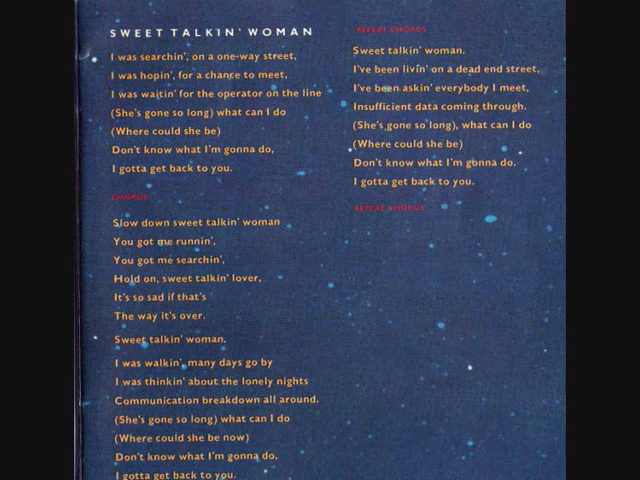 SWEET TALKIN' WOMAN
I was searchin', on a one-way street,
I was hopin', for a chance to meet,
I was waitin' for the operator on the line
(She's gone so long) what can I do
(Where could she be)
Don't know what I'm gonna do,
I gotta get back to you.
CHORUS
Slow down sweet talkin' woman
You got me runnin',
You got me searchin',
Hold on, sweet talkin' lover,
It's so sad if that's
The way it's over.
Sweet talkin' woman.
I was walkin', many days go by
I was thinkin' about the lonely nights
Communication breakdown all around.
(She's gone so long) what can I do
(Where could she be now)
Don't know what I'm gonna do,
I gotta get back to you.
REPEAT CHORUS
Sweet talkin' woman.
I've been livin' on a dead end street,
I've been askin' everybody I meet,
Insufficient data coming through.
(She's gone so long), what can I do
(Where could she be)
Don't know what I'm gonna do.
I gotta get back to you.
REPEAT CHORUS